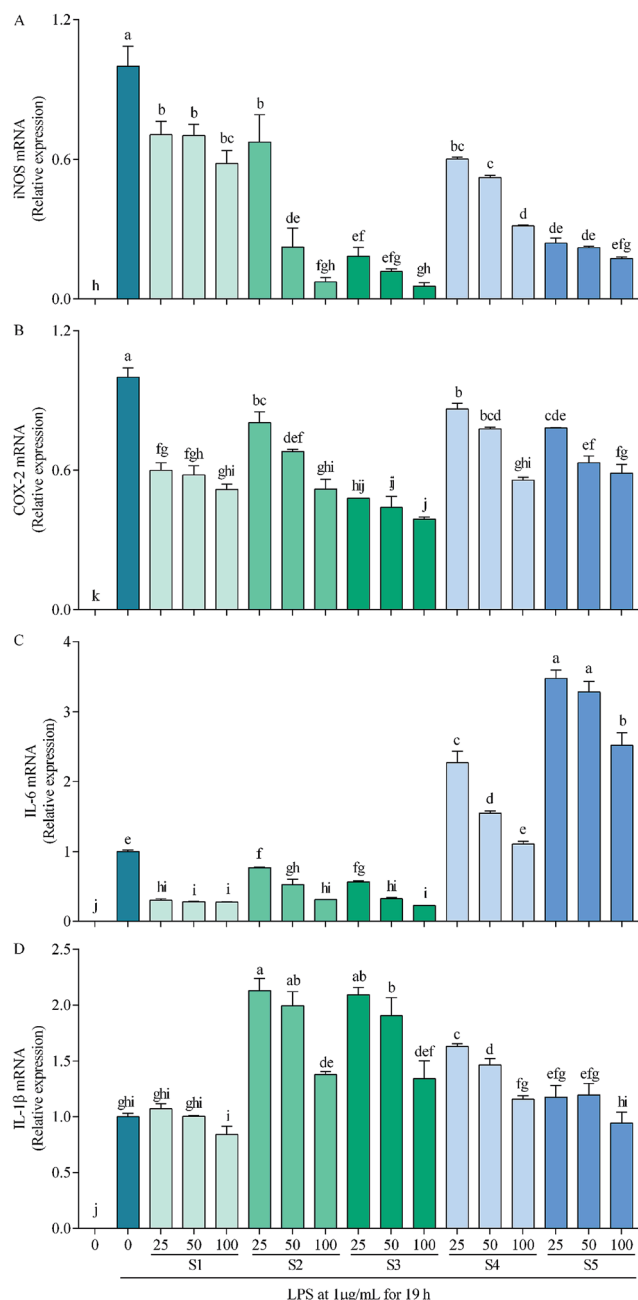 A
iNOS mRNA
(Relative expression)
1.2
0.6
0.0
h
a
b
b
bc
b
de
fgh
ef
efg
gh
bc
c
d
de
de
efg
B
COX-2 mRNA
(Relative expression)
1.2
0.6
0.0
k
a
fg
fgh
ghi
bc
def
ghi
hij
ij
j
b
bcd
ghi
cde
ef
fg
C
IL-6 mRNA
(Relative expression)
4
3
2
1
0
j
e
hi
i
i
f
gh
hi
fg
hi
i
c
d
e
a
a
b
D
IL-1β mRNA
(Relative expression)
2.5
2.0
1.5
1.0
0.5
0.0
j
ghi
ghi
ghi
i
a
ab
de
ab
b
def
c
d
fg
efg
efg
hi
0 0 25 50 100 25 50 100 25 50 100 25 50 100 25 50 100
S1 S2 S3 S4 S5
LPS at 1μg/mL for 19 h